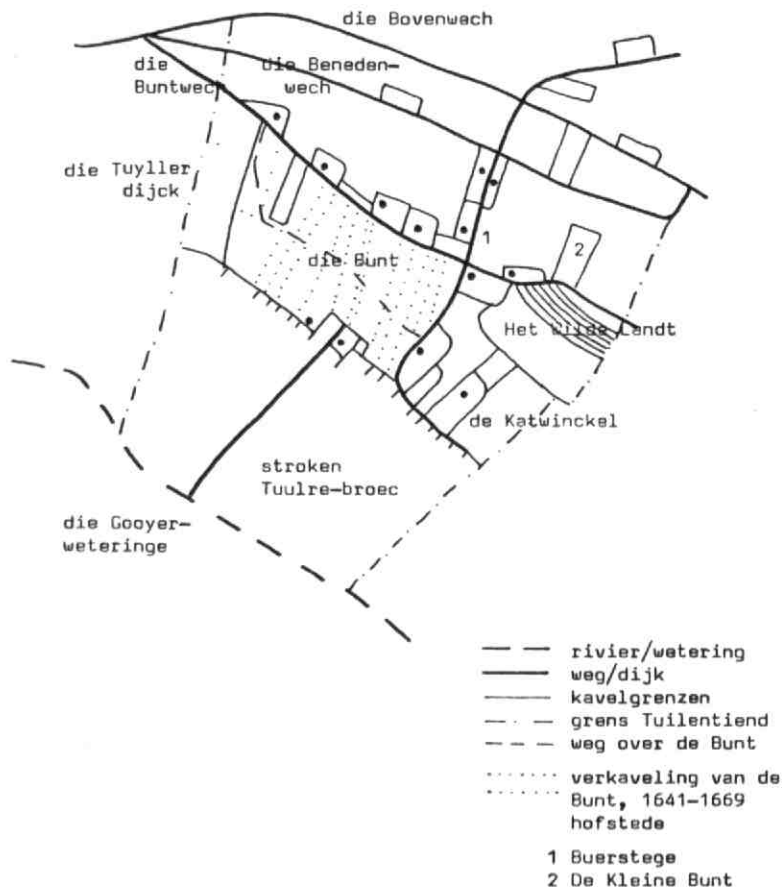 die Bovenwech
die
Buntwech
die Beneden-
wech
die Tuyller
dijck
1
2
die Bunt
Het Wilde Landt
de Katwinckel
stroken
Tuulre-broec
die Gooyer-
weteringe
rivier/wetering
weg/dijk
kavelgrenzen
grens Tuilentiend
weg over de Bunt
verkaveling van de
Bunt, 1641-1669
hofstede
1 Buerstege
2 De Kleine Bunt